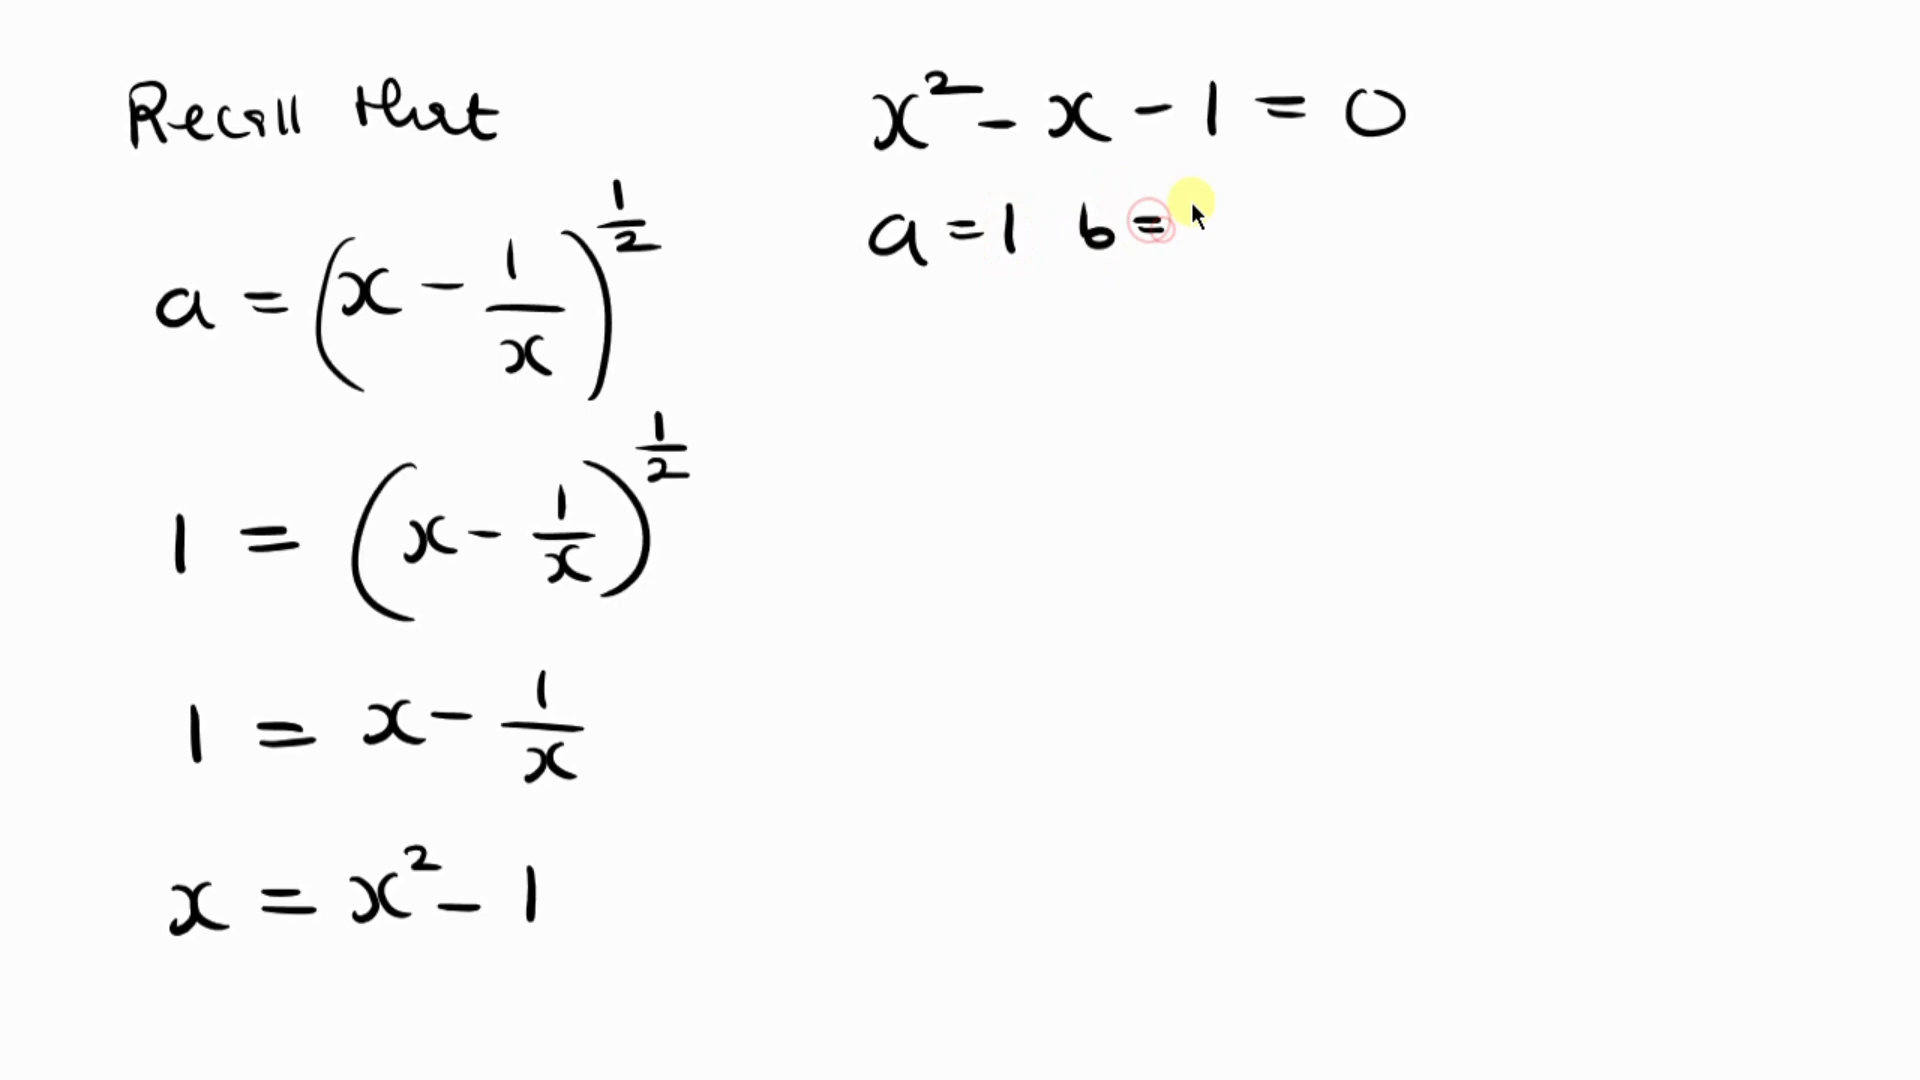 Recall that
a = (x - 1/x)^(1/2)
1 = (x - 1/x)^(1/2)
1 = x - 1/x
x = x² - 1
x² - x - 1 = 0
a = 1 b =